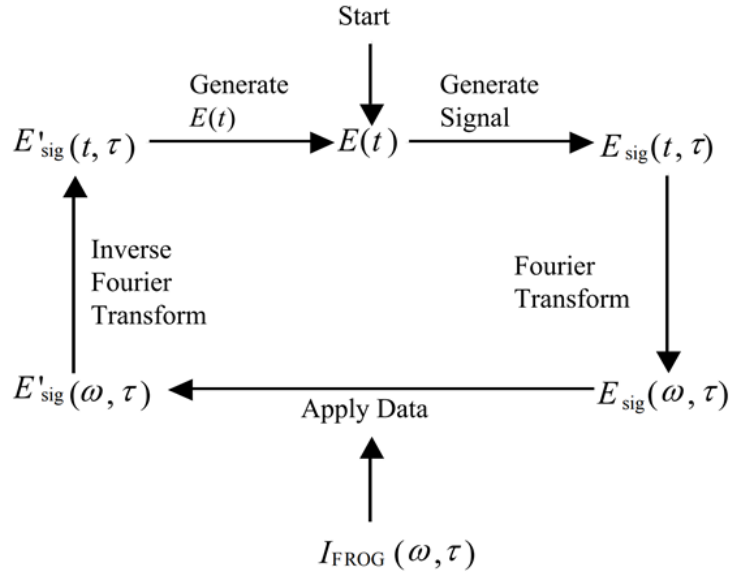 Start
Generate
E(t)
Generate
Signal
E'sig(t, τ)
E(t)
Esig(t, τ)
Inverse
Fourier
Transform
Fourier
Transform
E'sig(ω, τ)
Esig(ω, τ)
Apply Data
IFROG(ω, τ)